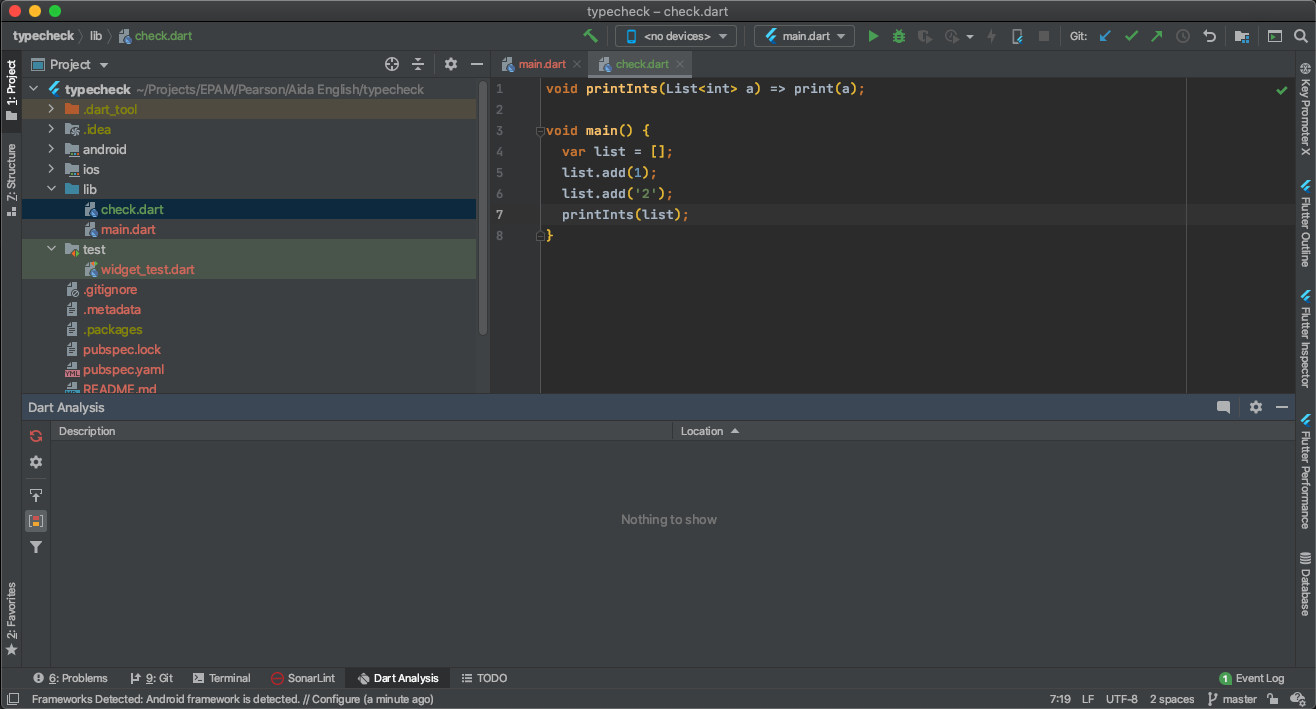 typecheck – check.dart
typecheck lib check.dart
<no devices> main.dart Git:
Project
typecheck ~/Projects/EPAM/Pearson/Aida English/typecheck
.dart_tool
.idea
android
ios
lib
check.dart
main.dart
test
widget_test.dart
.gitignore
.metadata
.packages
pubspec.lock
pubspec.yaml
README.md
1: Project
Z: Structure
2: Favorites
main.dart
check.dart
1 void printInts(List<int> a) => print(a);
2
3 void main() {
4 var list = [];
5 list.add(1);
6 list.add('2');
7 printInts(list);
8 }
Key Promoter X
Flutter Outline
Flutter Inspector
Flutter Performance
Database
Dart Analysis
Description Location
Nothing to show
6: Problems 9: Git Terminal SonarLint Dart Analysis TODO 1 Event Log
Frameworks Detected: Android framework is detected. // Configure (a minute ago) 7:19 LF UTF-8 2 spaces master